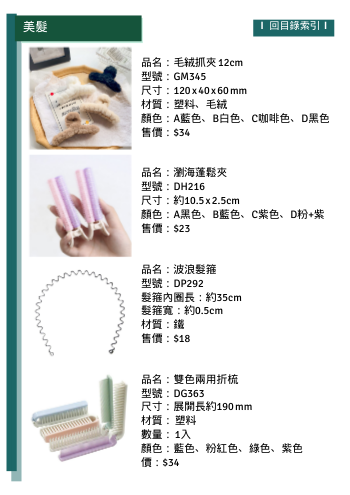 美髮
回目錄索引
品名：毛絨抓夾12cm
型號：GM345
尺寸：120x40x60mm
材質：塑料、毛絨
顏色：A藍色、B白色、C咖啡色、D黑色
售價：$34
品名：瀏海蓬鬆夾
型號：DH216
尺寸：約10.5x2.5cm
顏色：A黑色、B藍色、C紫色、D粉+紫
售價：$23
品名：波浪髮箍
型號：DP292
髮箍內圈長：約35cm
髮箍寬：約0.5cm
材質：鐵
售價：$18
品名：雙色兩用折梳
型號：DG363
尺寸：展開長約190mm
材質：塑料
數量：1入
顏色：藍色、粉紅色、綠色、紫色
價：$34